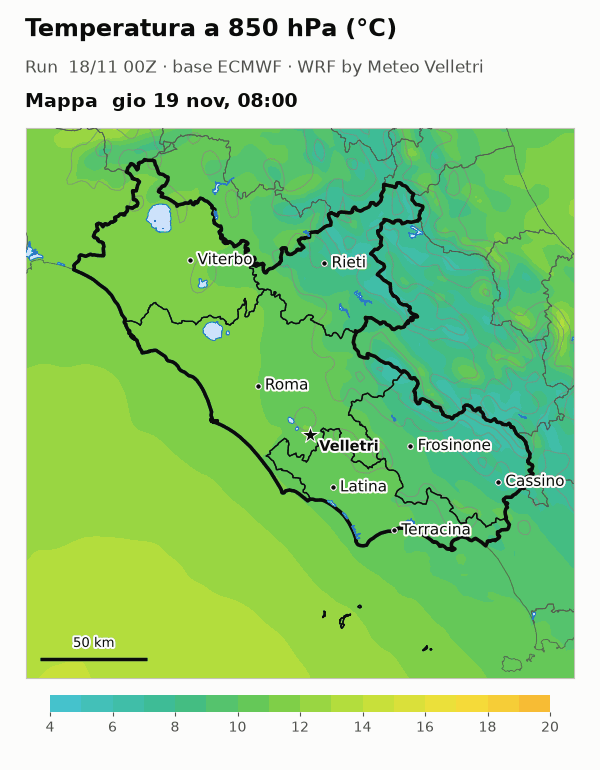 Temperatura a 850 hPa (°C)
Run  18/11 00Z · base ECMWF · WRF by Meteo Velletri
Mappa  gio 19 nov, 08:00
Viterbo
Rieti
Roma
Velletri
Frosinone
Cassino
Latina
Terracina
50 km
4 6 8 10 12 14 16 18 20